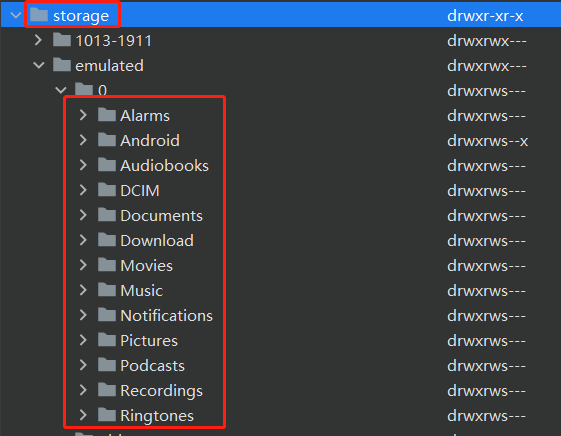 storage drwxr-xr-x
1013-1911 drwxrwx---
emulated drwxrwx---
0 drwxrws---
Alarms drwxrws---
Android drwxrws--x
Audiobooks drwxrws---
DCIM drwxrws---
Documents drwxrws---
Download drwxrws---
Movies drwxrws---
Music drwxrws---
Notifications drwxrws---
Pictures drwxrws---
Podcasts drwxrws---
Recordings drwxrws---
Ringtones drwxrws---